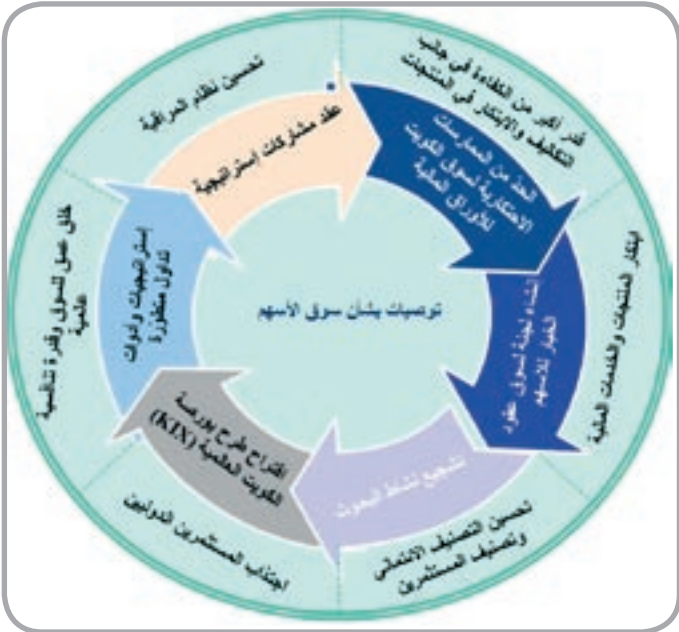 توصيات بشأن سوق الأسهم
عقد مشاركات إستراتيجية
الحد من الممارسات
الاحتكارية لسوق الكويت
للأوراق المالية
إنشاء لجنة لسوق عقود
الخيار للأسهم
تشجيع نشاط البحوث
اقتراح طرح بورصة
الكويت العالمية (KIX)
إستراتيجيات وأدوات
تداول متطورة
تحسين نظام المراقبة
قدر أكبر من الكفاءة في جانب
التكاليف والابتكار في المنتجات
ابتكار المنتجات والخدمات المالية
تحسين التصنيف الائتماني
وتصنيف المستثمرين
اجتذاب المستثمرين الدوليين
خلق عمل للسوق وقدرة تنافسية
علمية